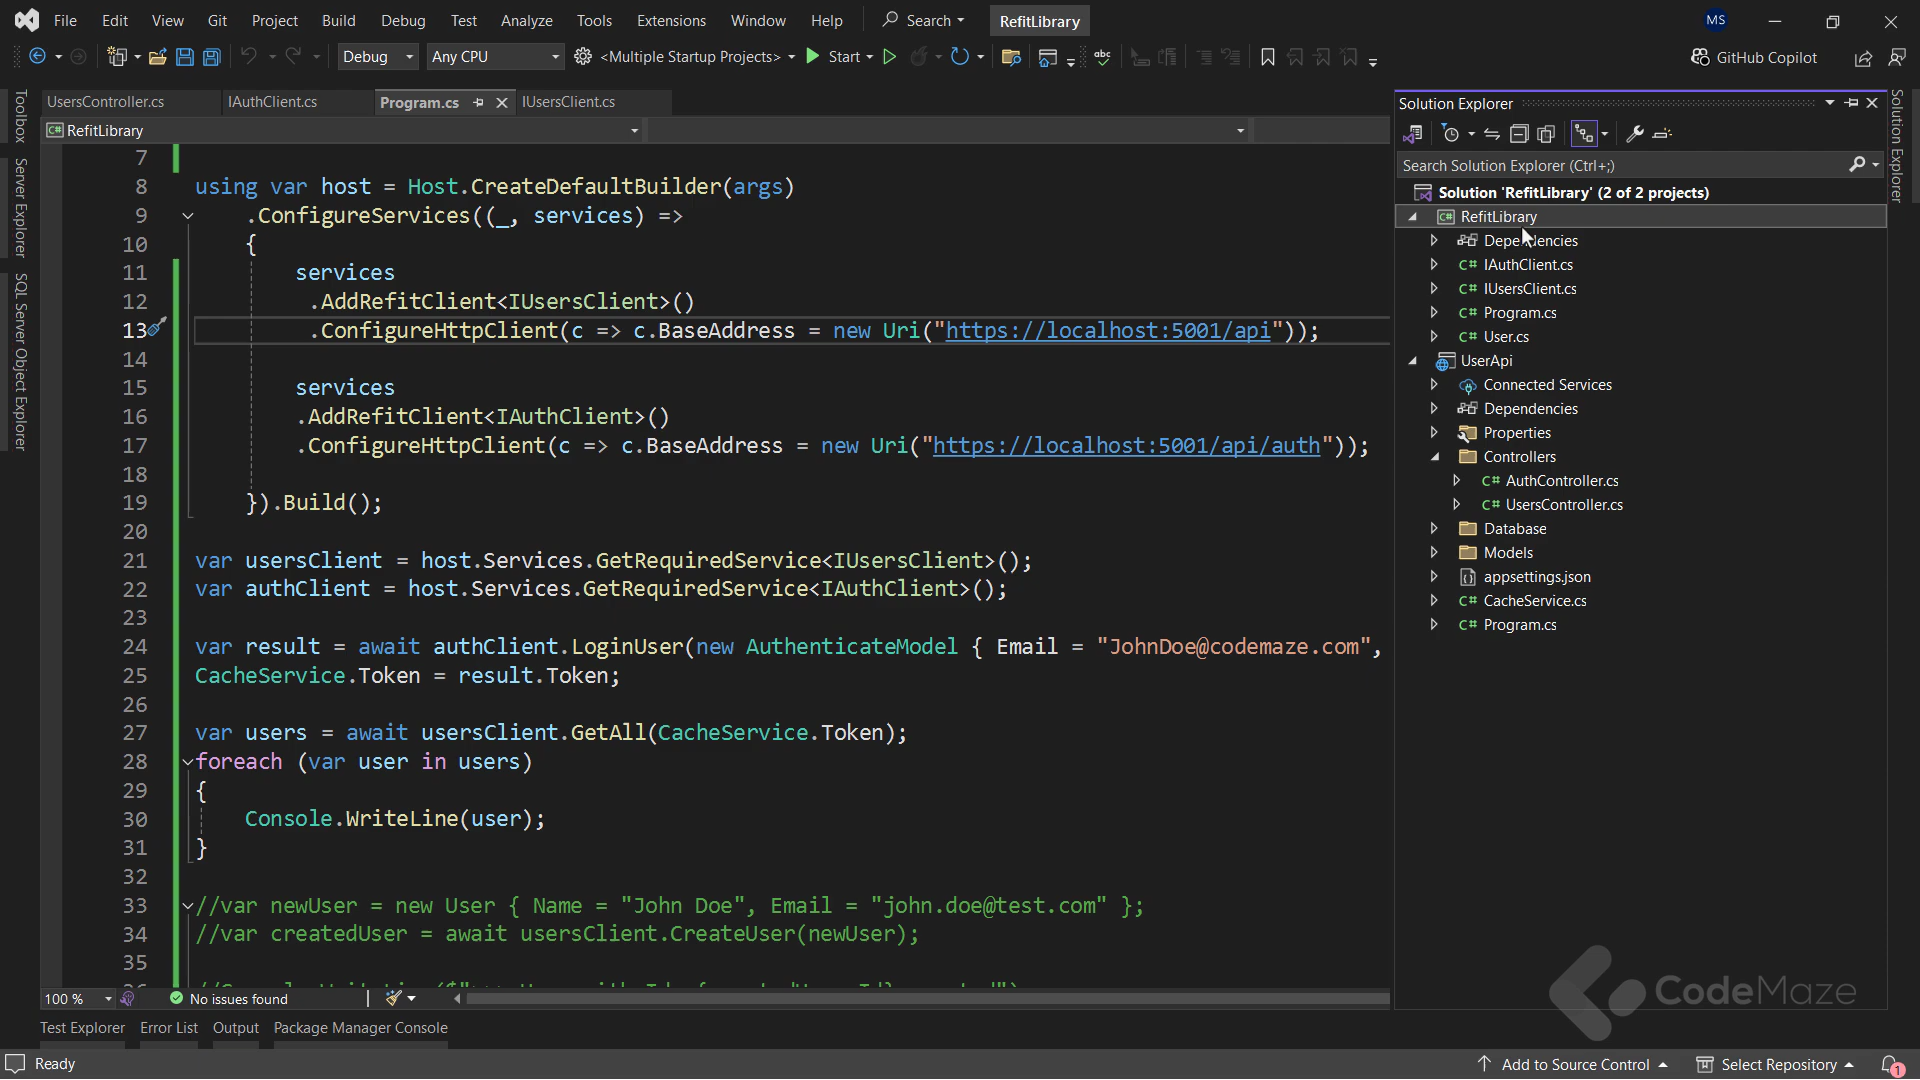 File Edit View Git Project Build Debug Test Analyze Tools Extensions Window Help Search RefitLibrary MS
Debug Any CPU <Multiple Startup Projects> Start GitHub Copilot
UsersController.cs IAuthClient.cs Program.cs IUsersClient.cs
RefitLibrary
Toolbox
Server Explorer
SQL Server Object Explorer
7
8 using var host = Host.CreateDefaultBuilder(args)
9 .ConfigureServices((_, services) =>
10 {
11 services
12 .AddRefitClient<IUsersClient>()
13 .ConfigureHttpClient(c => c.BaseAddress = new Uri("https://localhost:5001/api"));
14
15 services
16 .AddRefitClient<IAuthClient>()
17 .ConfigureHttpClient(c => c.BaseAddress = new Uri("https://localhost:5001/api/auth"));
18
19 }).Build();
20
21 var usersClient = host.Services.GetRequiredService<IUsersClient>();
22 var authClient = host.Services.GetRequiredService<IAuthClient>();
23
24 var result = await authClient.LoginUser(new AuthenticateModel { Email = "JohnDoe@codemaze.com",
25 CacheService.Token = result.Token;
26
27 var users = await usersClient.GetAll(CacheService.Token);
28 foreach (var user in users)
29 {
30 Console.WriteLine(user);
31 }
32
33 //var newUser = new User { Name = "John Doe", Email = "john.doe@test.com" };
34 //var createdUser = await usersClient.CreateUser(newUser);
35
100 % No issues found
Test Explorer Error List Output Package Manager Console
Ready
Solution Explorer
Search Solution Explorer (Ctrl+;)
Solution 'RefitLibrary' (2 of 2 projects)
C# RefitLibrary
Dependencies
C# IAuthClient.cs
C# IUsersClient.cs
C# Program.cs
C# User.cs
UserApi
Connected Services
Dependencies
Properties
Controllers
C# AuthController.cs
C# UsersController.cs
Database
Models
appsettings.json
C# CacheService.cs
C# Program.cs
Solution Explorer
CodeMaze
Add to Source Control Select Repository 1